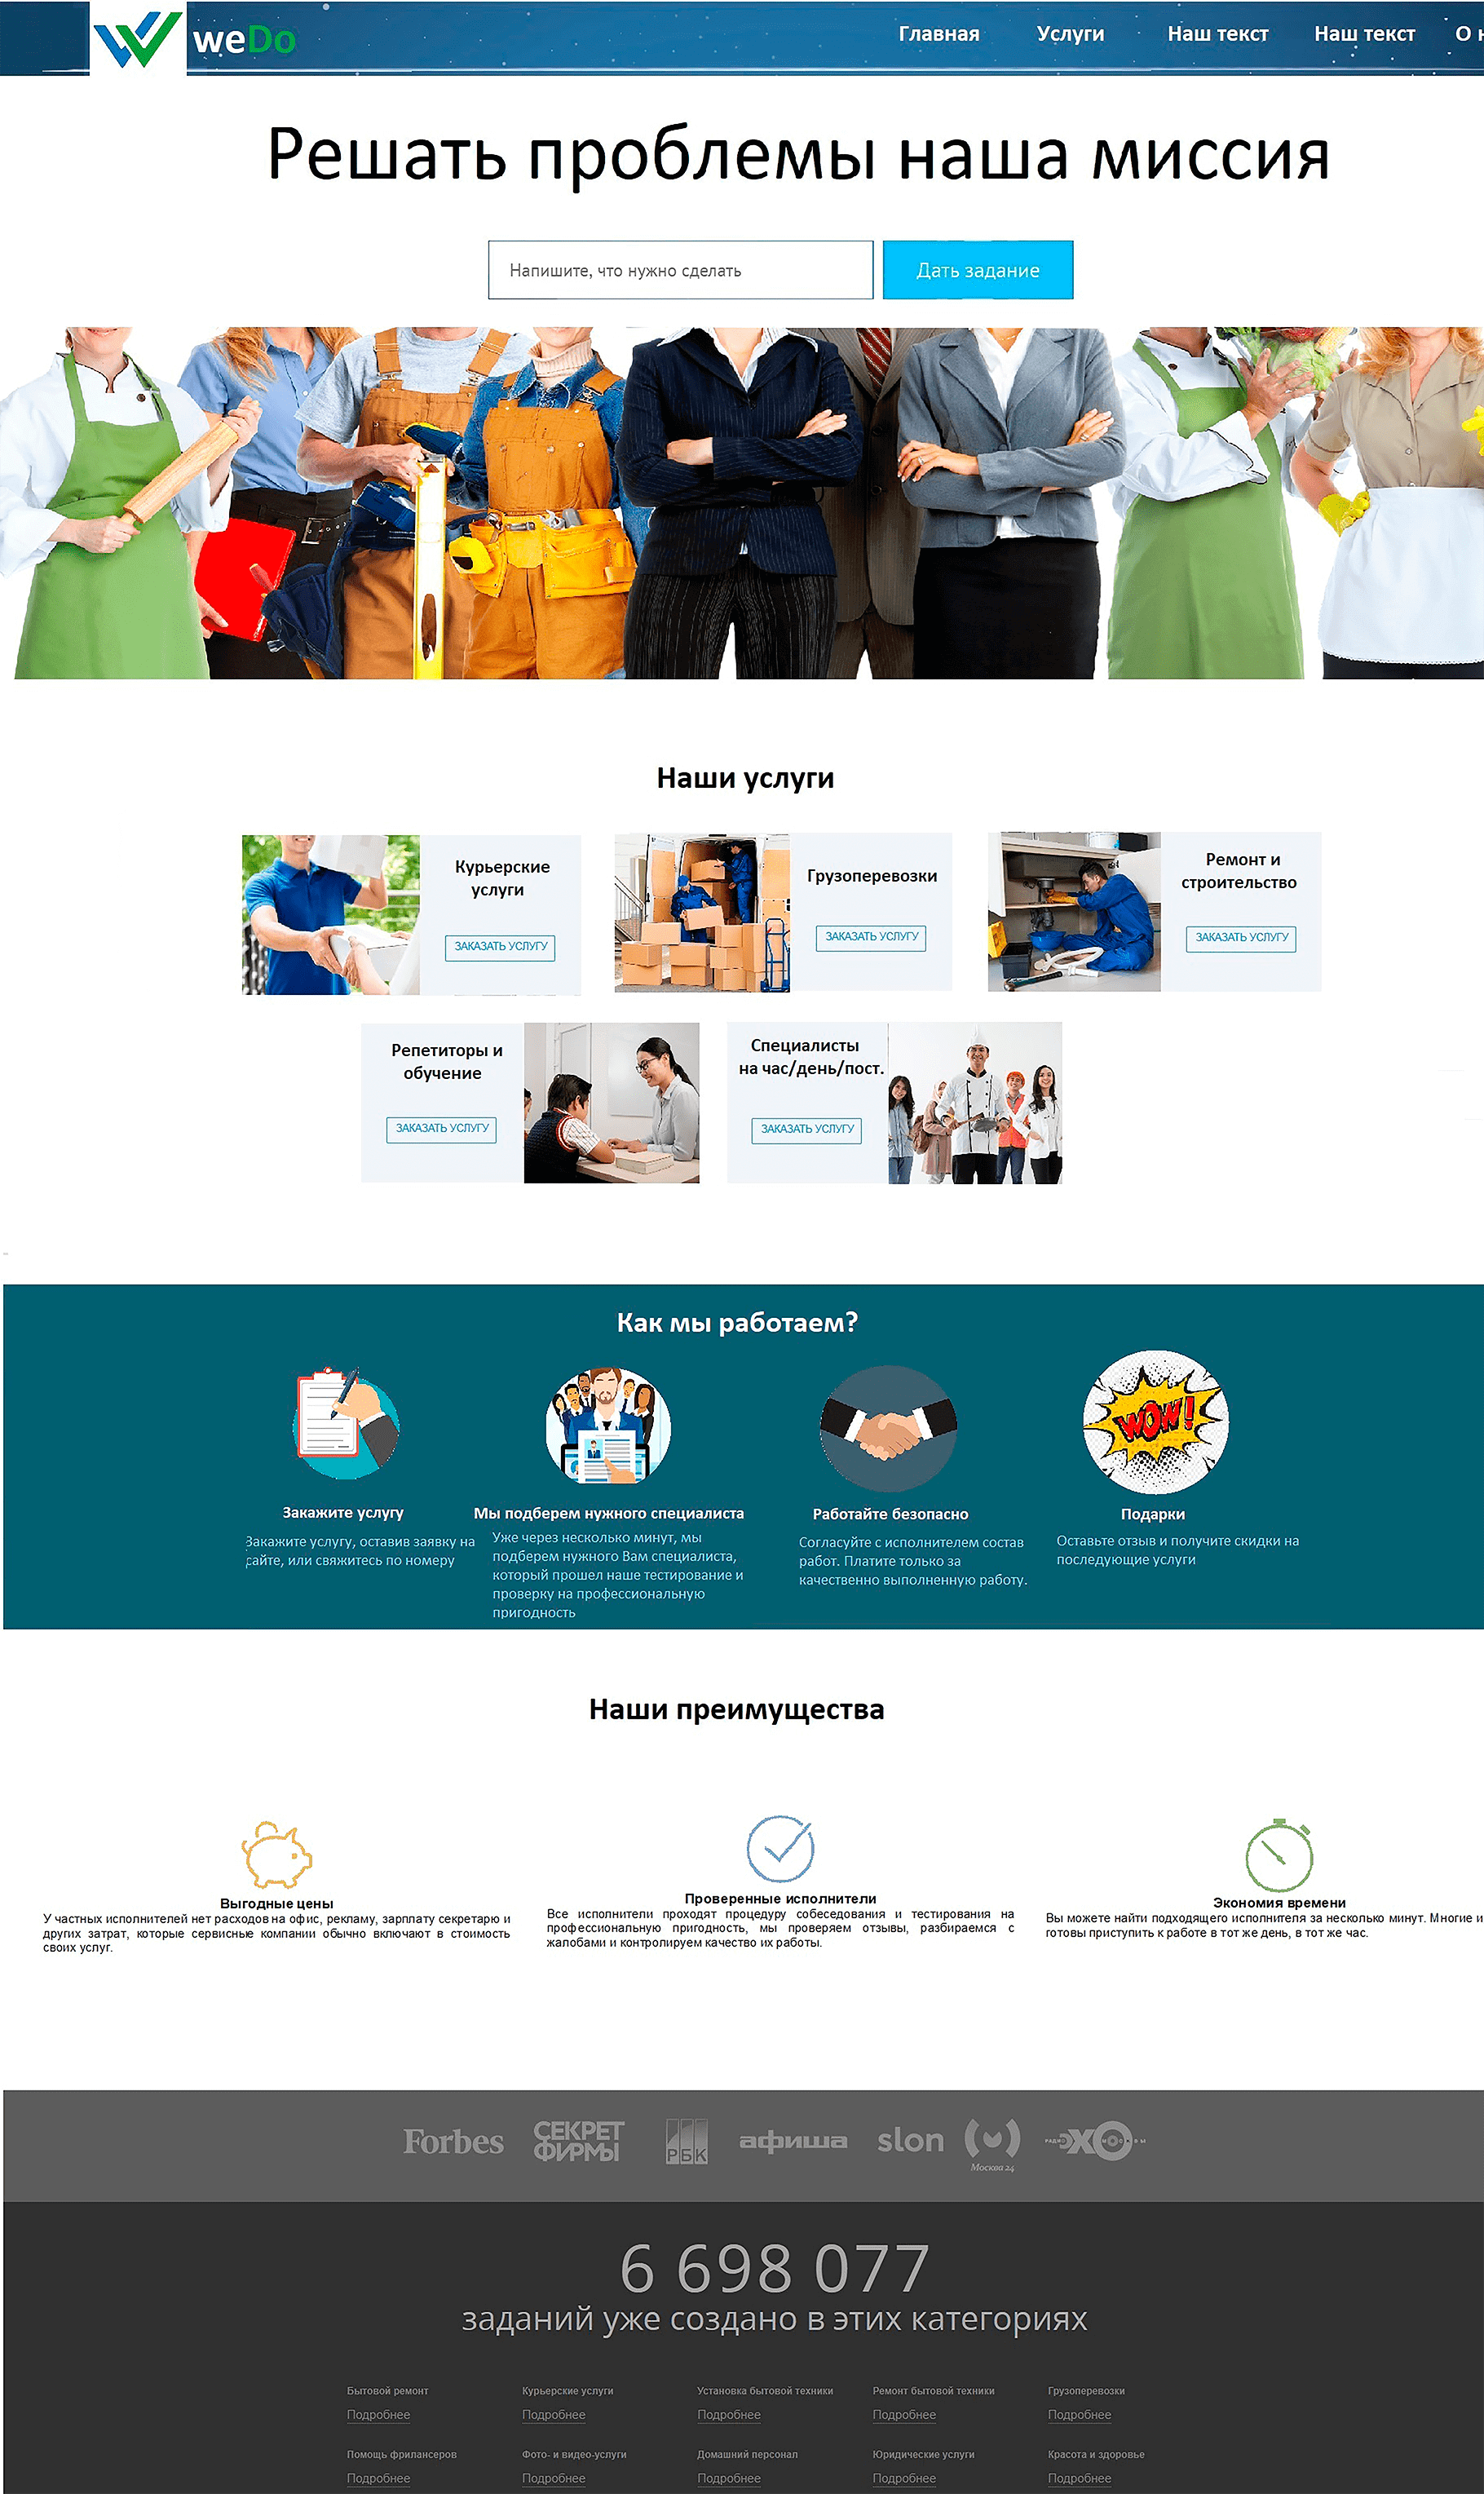 weDo
Главная Услуги Наш текст Наш текст О
Решать проблемы наша миссия
Напишите, что нужно сделать
Дать задание
Наши услуги
Курьерские
услуги
ЗАКАЗАТЬ УСЛУГУ
Грузоперевозки
ЗАКАЗАТЬ УСЛУГУ
Ремонт и
строительство
ЗАКАЗАТЬ УСЛУГУ
Репетиторы и
обучение
ЗАКАЗАТЬ УСЛУГУ
Специалисты
на час/день/пост.
ЗАКАЗАТЬ УСЛУГУ
Как мы работаем?
WOW!
Закажите услугу
Закажите услугу, оставив заявку на
сайте, или свяжитесь по номеру
Мы подберем нужного специалиста
Уже через несколько минут, мы
подберем нужного Вам специалиста,
который прошел наше тестирование и
проверку на профессиональную
пригодность
Работайте безопасно
Согласуйте с исполнителем состав
работ. Платите только за
качественно выполненную работу.
Подарки
Оставьте отзыв и получите скидки на
последующие услуги
Наши преимущества
Выгодные цены
У частных исполнителей нет расходов на офис, рекламу, зарплату секретарю и
других затрат, которые сервисные компании обычно включают в стоимость
своих услуг.
Проверенные исполнители
Все исполнители проходят процедуру собеседования и тестирования на
профессиональную пригодность, мы проверяем отзывы, разбираемся с
жалобами и контролируем качество их работы.
Экономия времени
Вы можете найти подходящего исполнителя за несколько минут. Многие и
готовы приступить к работе в тот же день, в тот же час.
Forbes
СЕКРЕТ
ФИРМЫ
РБК
афиша
slon
Москва 24
РАДИО ЭХО МОСКВЫ
6 698 077
заданий уже создано в этих категориях
Бытовой ремонт Курьерские услуги Установка бытовой техники Ремонт бытовой техники Грузоперевозки
Подробнее Подробнее Подробнее Подробнее Подробнее
Помощь фрилансеров Фото- и видео-услуги Домашний персонал Юридические услуги Красота и здоровье
Подробнее Подробнее Подробнее Подробнее Подробнее